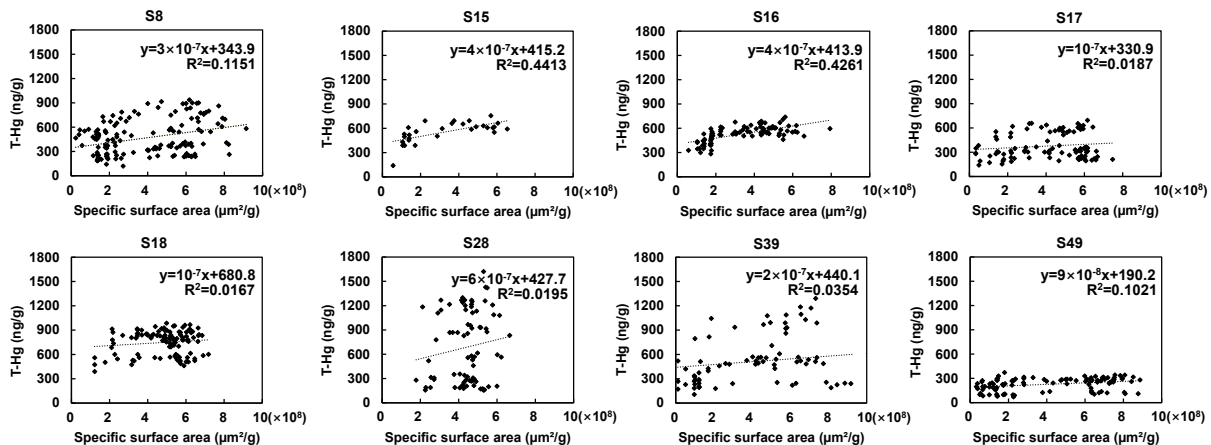 S8
y=3×10⁻⁷x+343.9
R²=0.1151
T-Hg (ng/g)
1800
1500
1200
900
600
300
0
0 2 4 6 8 10(×10⁸)
Specific surface area (µm²/g)
S15
y=4×10⁻⁷x+415.2
R²=0.4413
T-Hg (ng/g)
1800
1500
1200
900
600
300
0
0 2 4 6 8 10(×10⁸)
Specific surface area (µm²/g)
S16
y=4×10⁻⁷x+413.9
R²=0.4261
T-Hg (ng/g)
1800
1500
1200
900
600
300
0
0 2 4 6 8 10(×10⁸)
Specific surface area (µm²/g)
S17
y=10⁻⁷x+330.9
R²=0.0187
T-Hg (ng/g)
1800
1500
1200
900
600
300
0
0 2 4 6 8 10(×10⁸)
Specific surface area (µm²/g)
S18
y=10⁻⁷x+680.8
R²=0.0167
T-Hg (ng/g)
1800
1500
1200
900
600
300
0
0 2 4 6 8 10(×10⁸)
Specific surface area (µm²/g)
S28
y=6×10⁻⁷x+427.7
R²=0.0195
T-Hg (ng/g)
1800
1500
1200
900
600
300
0
0 2 4 6 8 10(×10⁸)
Specific surface area (µm²/g)
S39
y=2×10⁻⁷x+440.1
R²=0.0354
T-Hg (ng/g)
1800
1500
1200
900
600
300
0
0 2 4 6 8 10(×10⁸)
Specific surface area (µm²/g)
S49
y=9×10⁻⁸x+190.2
R²=0.1021
T-Hg (ng/g)
1800
1500
1200
900
600
300
0
0 2 4 6 8 10(×10⁸)
Specific surface area (µm²/g)